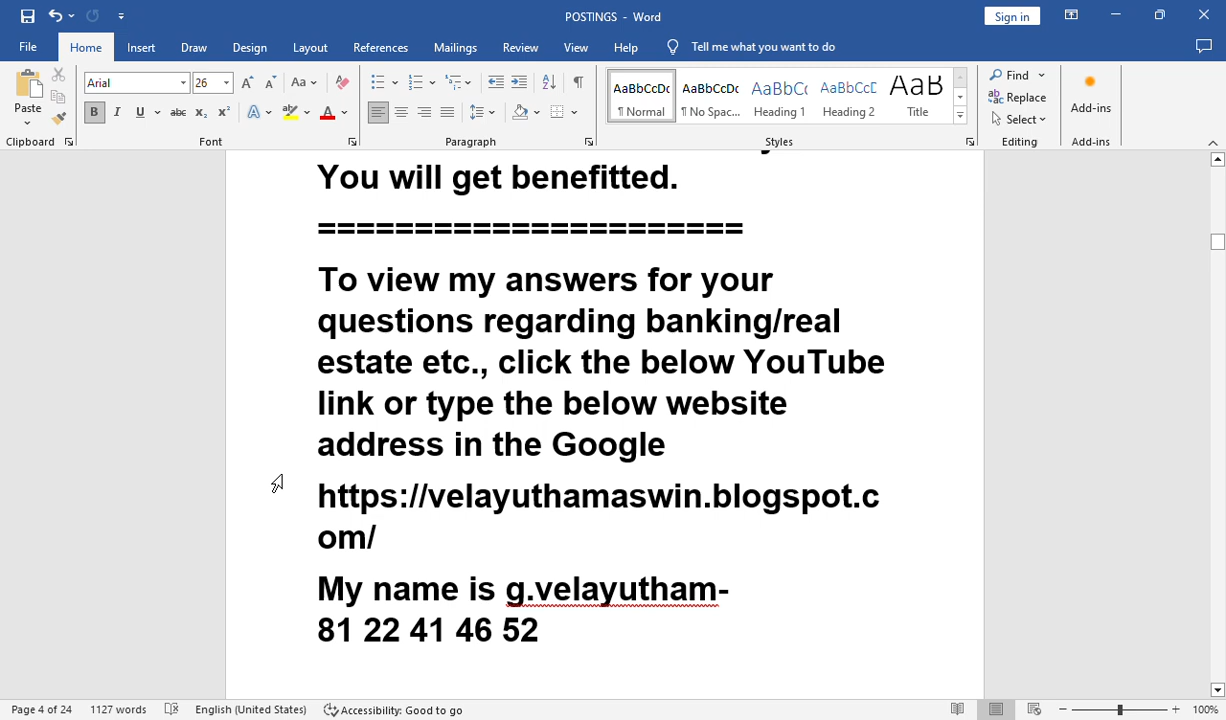 POSTINGS - Word
Sign in
File Home Insert Draw Design Layout References Mailings Review View Help Tell me what you want to do
Paste
Clipboard
Arial 26
Aa
B I U abc x₂ x² A A
Font
Paragraph
AaBbCcDc AaBbCcDc AaBbCc AaBbCcD AaB
¶ Normal ¶ No Spac... Heading 1 Heading 2 Title
Styles
Find
Replace
Select
Editing
Add-ins
Add-ins
You will get benefitted.
======================
To view my answers for your
questions regarding banking/real
estate etc., click the below YouTube
link or type the below website
address in the Google
https://velayuthamaswin.blogspot.c
om/
My name is g.velayutham-
81 22 41 46 52
Page 4 of 24 1127 words English (United States) Accessibility: Good to go 100%